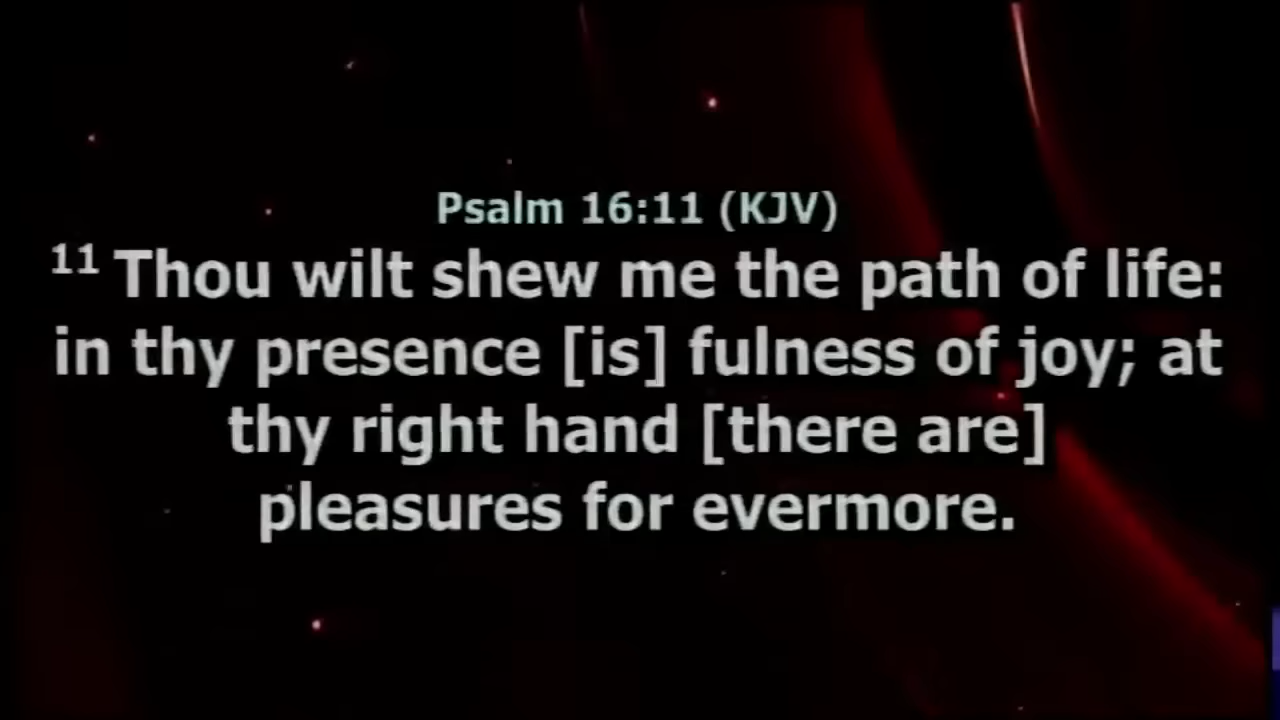 Psalm 16:11 (KJV)
11 Thou wilt shew me the path of life:
in thy presence [is] fulness of joy; at
thy right hand [there are]
pleasures for evermore.